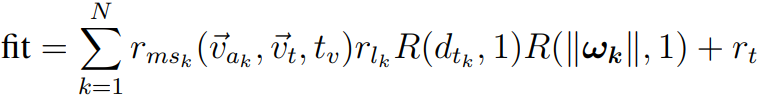 fit = \sum_{k=1}^{N} r_{ms_k}(\vec{v}_{a_k}, \vec{v}_t, t_v) r_{l_k} R(d_{t_k}, 1) R(\|\boldsymbol{\omega_k}\|, 1) + r_t